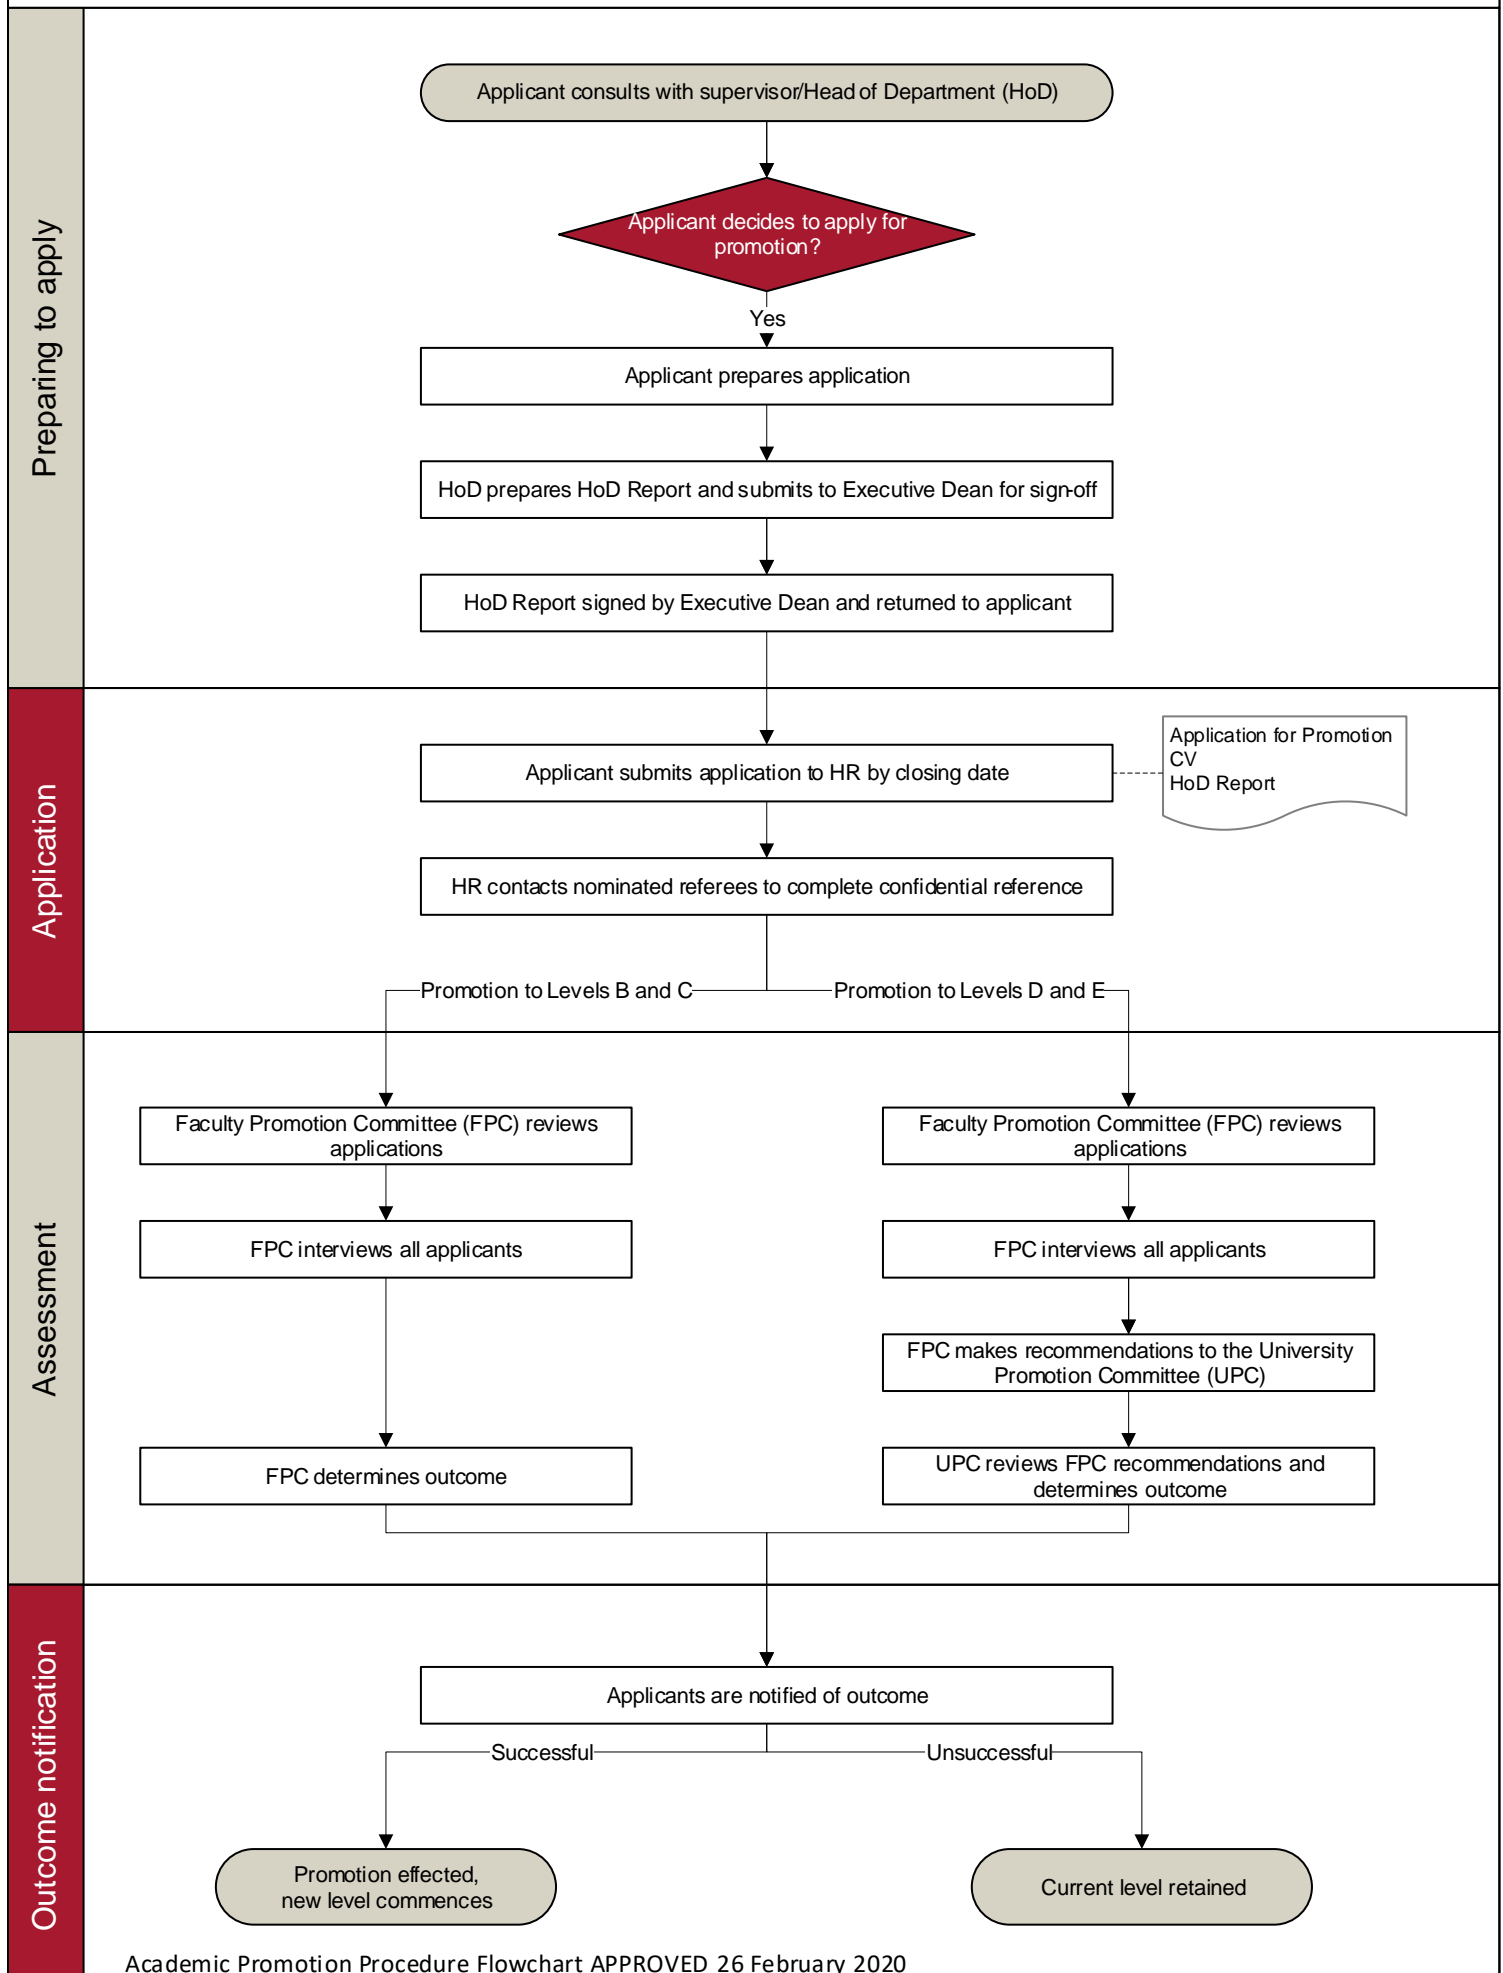 Preparing to apply
Applicant consults with supervisor/Head of Department (HoD)
Applicant decides to apply for
promotion?
Yes
Applicant prepares application
HoD prepares HoD Report and submits to Executive Dean for sign-off
HoD Report signed by Executive Dean and returned to applicant
Application
Applicant submits application to HR by closing date
Application for Promotion
CV
HoD Report
HR contacts nominated referees to complete confidential reference
Promotion to Levels B and C
Promotion to Levels D and E
Assessment
Faculty Promotion Committee (FPC) reviews
applications
FPC interviews all applicants
FPC determines outcome
Faculty Promotion Committee (FPC) reviews
applications
FPC interviews all applicants
FPC makes recommendations to the University
Promotion Committee (UPC)
UPC reviews FPC recommendations and
determines outcome
Outcome notification
Applicants are notified of outcome
Successful
Unsuccessful
Promotion effected,
new level commences
Current level retained
Academic Promotion Procedure Flowchart APPROVED 26 February 2020